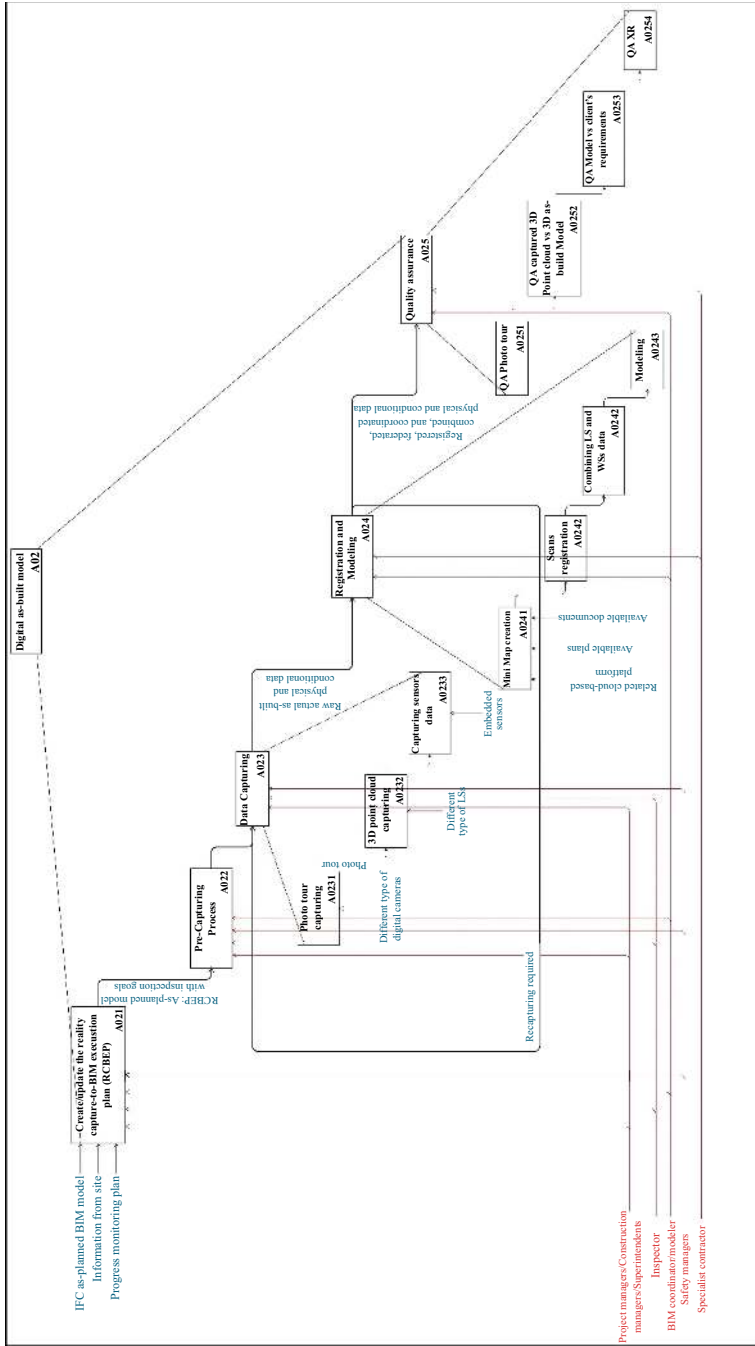 Digital as-built model
A02
IFC as-planned BIM model
Information from site
Progress monitoring plan
Create/update the reality
capture-to-BIM execustion
plan (RCBEP)
A021
RCBEP: As-planned model
with inspection goals
Pre-Capturing
Process
A022
Data Capturing
A023
Raw actual as-built
physical and
conditional data
Registration and
Modeling
A024
Registered, federated,
combined, and coordinated
physical and conditional data
Quality assurance
A025
Photo tour
capturing
A0231
Photo tour
Different type of
digital cameras
3D point cloud
capturing
A0232
Different
type of LSs
Capturing sensors
data
A0233
Embedded
sensors
Mini Map creation
A0241
Related cloud-based
platform
Available plans
Available documents
Scans
registration
A0242
Combining LS and
WSs data
A0242
Modeling
A0243
QA Photo tour
A0251
QA captured 3D
Point cloud vs 3D as-
build Model
A0252
QA Model vs client's
requirements
A0253
QA XR
A0254
Recapturing required
Project managers/Construction
managers/Superintendents
Inspector
BIM coordinator/modeler
Safety managers
Specialist contractor